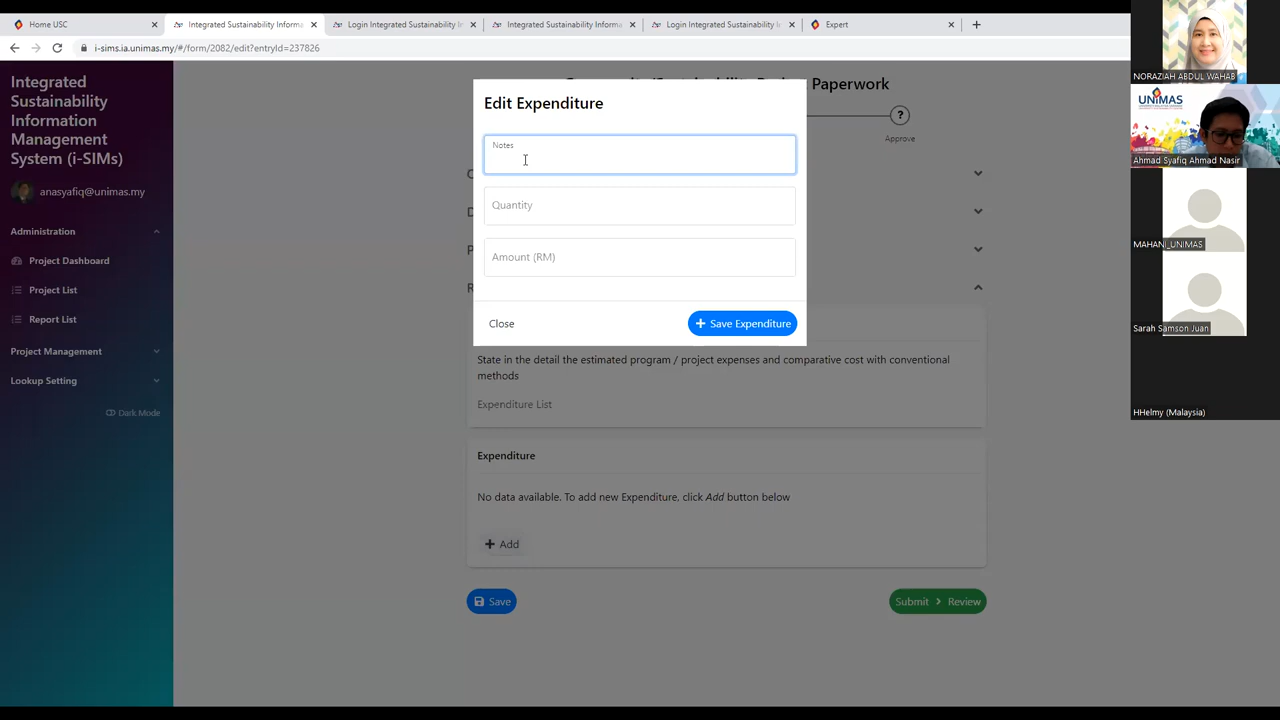 Home USC
Integrated Sustainability Informa
Login Integrated Sustainability In
Integrated Sustainability Informa
Login Integrated Sustainability I
Expert
i-sims.ia.unimas.my/#/form/2082/edit?entryId=237826
Integrated
Sustainability
Information
Management
System (i-SIMs)
anasyafiq@unimas.my
Administration
Project Dashboard
Project List
Report List
Project Management
Lookup Setting
Dark Mode
Paperwork
Approve
Edit Expenditure
Notes
Quantity
Amount (RM)
Close
Save Expenditure
State in the detail the estimated program / project expenses and comparative cost with conventional
methods
Expenditure List
Expenditure
No data available. To add new Expenditure, click Add button below
Add
Save
Submit > Review
NORAZIAH ABDUL WAHAB
UNIMAS
Ahmad Syafiq Ahmad Nasir
MAHANI_UNIMAS
Sarah Samson Juan
HHelmy (Malaysia)